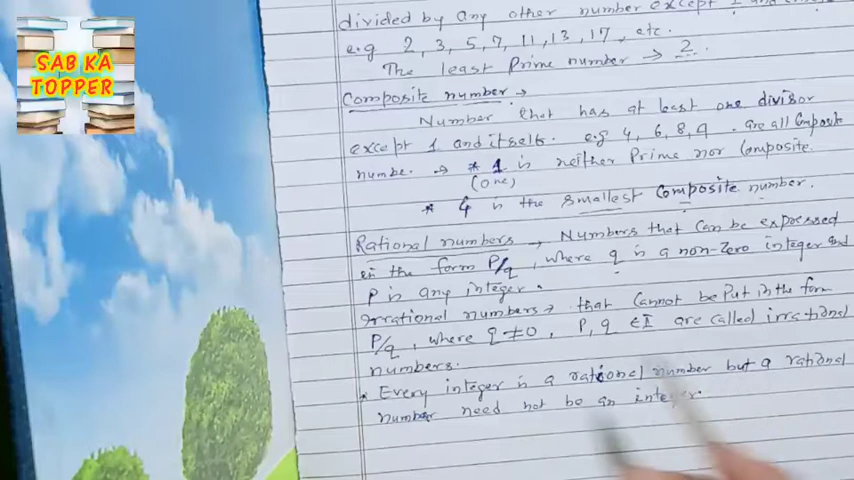 SAB KA
TOPPER
divided by any other number except 1 and
e.g 2, 3, 5, 7, 11, 13, 17, etc.
The least Prime number → 2.
Composite number →
Number that has at least one divisor
except 1 and itself. e.g 4, 6, 8, 9. are all Composite
numbe. → * 1 is neither Prime nor Composite.
(one)
* 4 is the smallest Composite number.
Rational numbers → Numbers that can be expressed
in the form P/q, where q is a non-zero integer and
P is any integer.
Irrational numbers → that cannot be put in the form
P/q, where q ≠ 0, P, q ∈ I are called irrational
numbers.
* Every integer is a rational number but a rational
number need not be an integer.